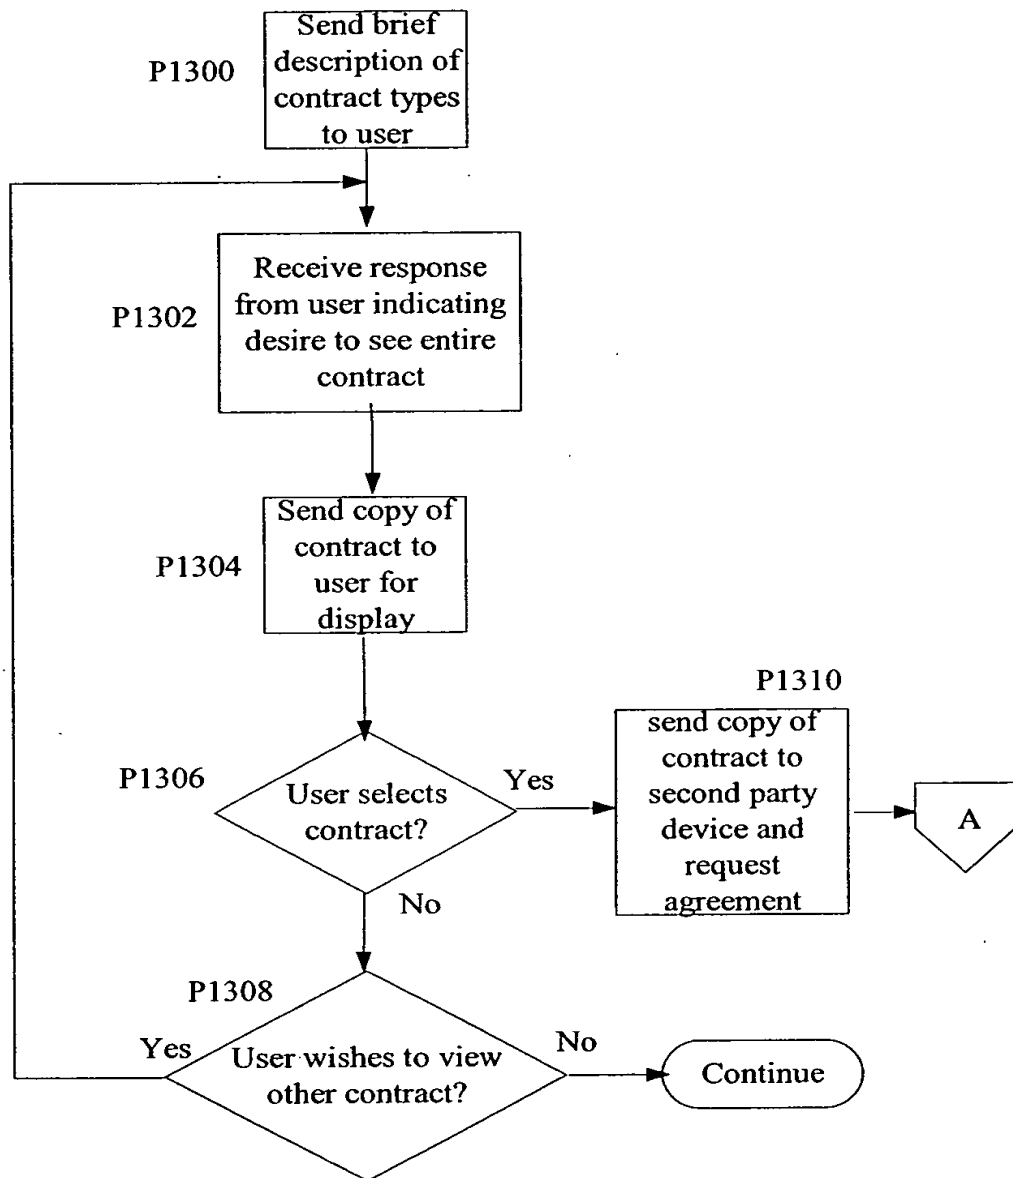 Send brief
description of
contract types
to user
P1300
Receive response
from user indicating
desire to see entire
contract
P1302
Send copy of
contract to
user for
display
P1304
P1310
send copy of
contract to
second party
device and
request
agreement
P1306
User selects
contract?
Yes
A
No
P1308
Yes
User wishes to view
other contract?
No
Continue